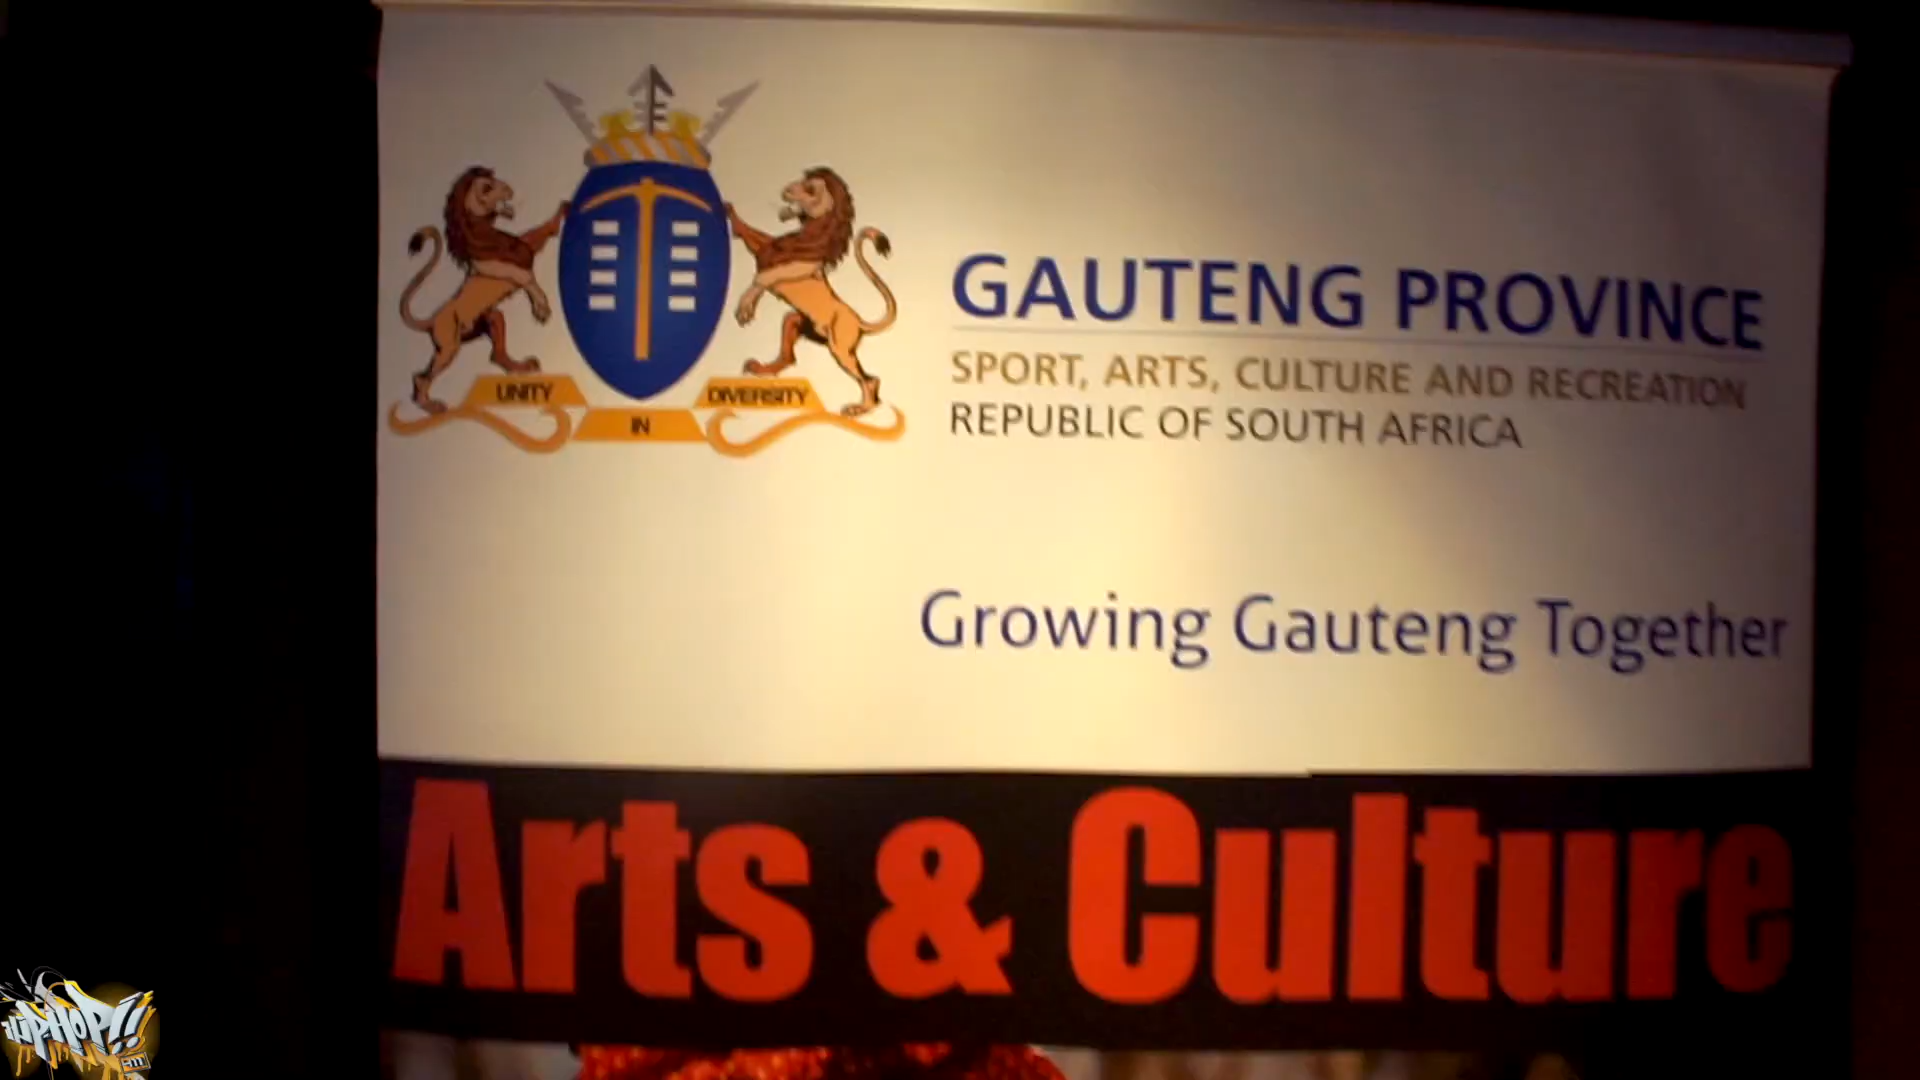 UNITY
IN
DIVERSITY
GAUTENG PROVINCE
SPORT, ARTS, CULTURE AND RECREATION
REPUBLIC OF SOUTH AFRICA
Growing Gauteng Together
Arts & Culture
HIPHOP!!